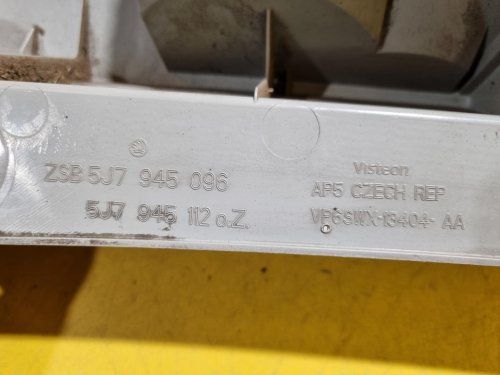 ZSB 5J7 945 096
5J7 945 112 o.Z.
Visteon
AP5 CZECH REP
VP6SWX-13404- AA